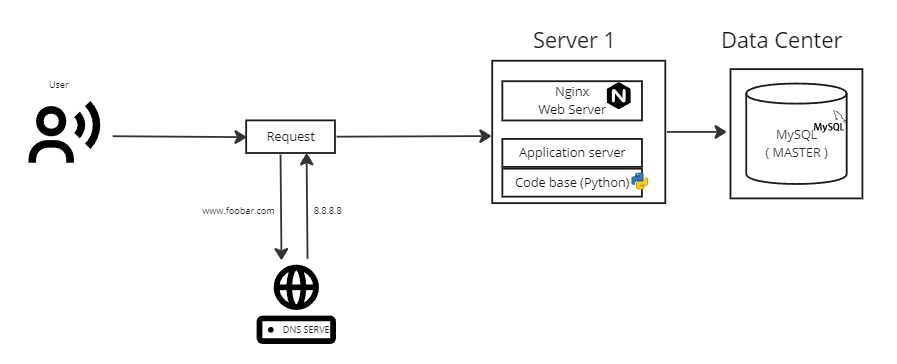 Server 1
Data Center
User
Nginx
Web Server
N
MySQL
MySQL
( MASTER )
Request
Application server
Code base (Python)
www.foobar.com
8.8.8.8
DNS SERVE